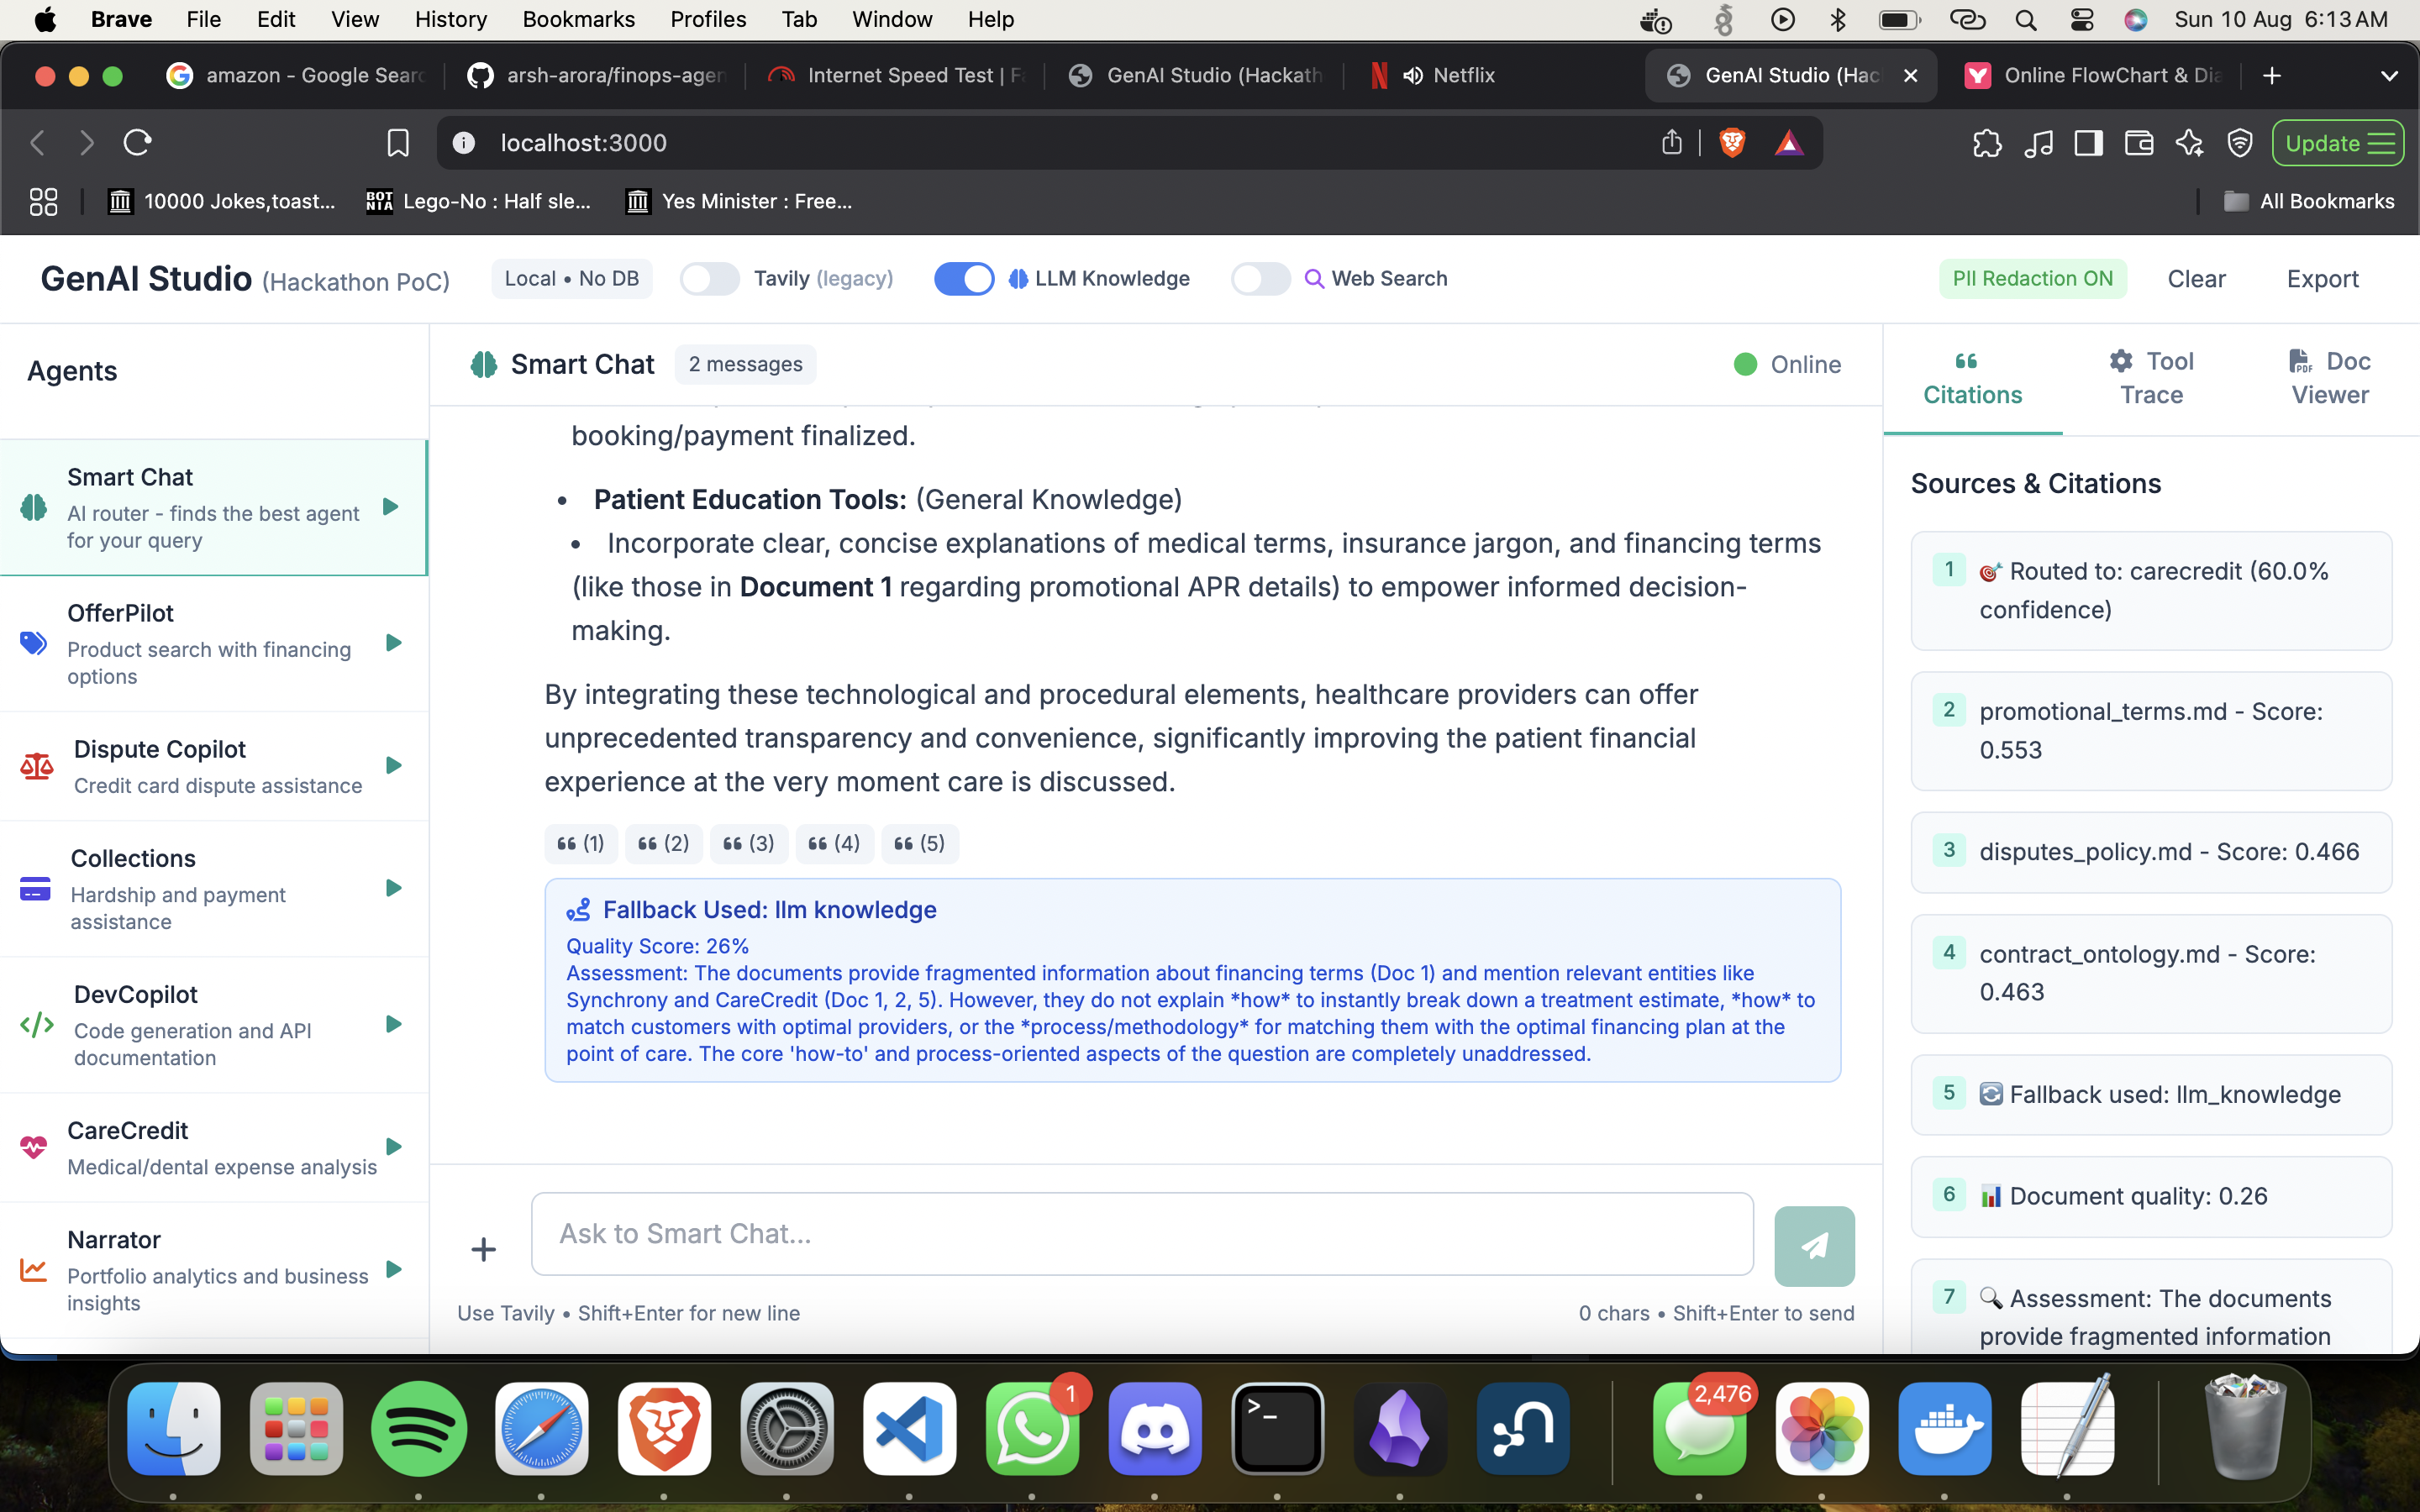 Brave File Edit View History Bookmarks Profiles Tab Window Help Sun 10 Aug 6:13 AM
amazon - Google Searc
arsh-arora/finops-agen
Internet Speed Test | Fa
GenAI Studio (Hackath
Netflix
GenAI Studio (Hac
Online FlowChart & Dia
localhost:3000
Update
10000 Jokes,toast...
BOT
NIA
Lego-No : Half sle...
Yes Minister : Free...
All Bookmarks
GenAI Studio (Hackathon PoC)
Local • No DB
Tavily (legacy)
LLM Knowledge
Web Search
PII Redaction ON
Clear
Export
Agents
Smart Chat
AI router - finds the best agent
for your query
OfferPilot
Product search with financing
options
Dispute Copilot
Credit card dispute assistance
Collections
Hardship and payment
assistance
DevCopilot
Code generation and API
documentation
CareCredit
Medical/dental expense analysis
Narrator
Portfolio analytics and business
insights
Smart Chat
2 messages
Online
booking/payment finalized.
• Patient Education Tools: (General Knowledge)
• Incorporate clear, concise explanations of medical terms, insurance jargon, and financing terms
(like those in Document 1 regarding promotional APR details) to empower informed decision-
making.
By integrating these technological and procedural elements, healthcare providers can offer
unprecedented transparency and convenience, significantly improving the patient financial
experience at the very moment care is discussed.
(1) (2) (3) (4) (5)
Fallback Used: llm knowledge
Quality Score: 26%
Assessment: The documents provide fragmented information about financing terms (Doc 1) and mention relevant entities like
Synchrony and CareCredit (Doc 1, 2, 5). However, they do not explain *how* to instantly break down a treatment estimate, *how* to
match customers with optimal providers, or the *process/methodology* for matching them with the optimal financing plan at the
point of care. The core 'how-to' and process-oriented aspects of the question are completely unaddressed.
Ask to Smart Chat...
Use Tavily • Shift+Enter for new line
0 chars • Shift+Enter to send
Citations
Tool
Trace
PDF
Doc
Viewer
Sources & Citations
1 Routed to: carecredit (60.0%
confidence)
2 promotional_terms.md - Score:
0.553
3 disputes_policy.md - Score: 0.466
4 contract_ontology.md - Score:
0.463
5 Fallback used: llm_knowledge
6 Document quality: 0.26
7 Assessment: The documents
provide fragmented information
1
2,476